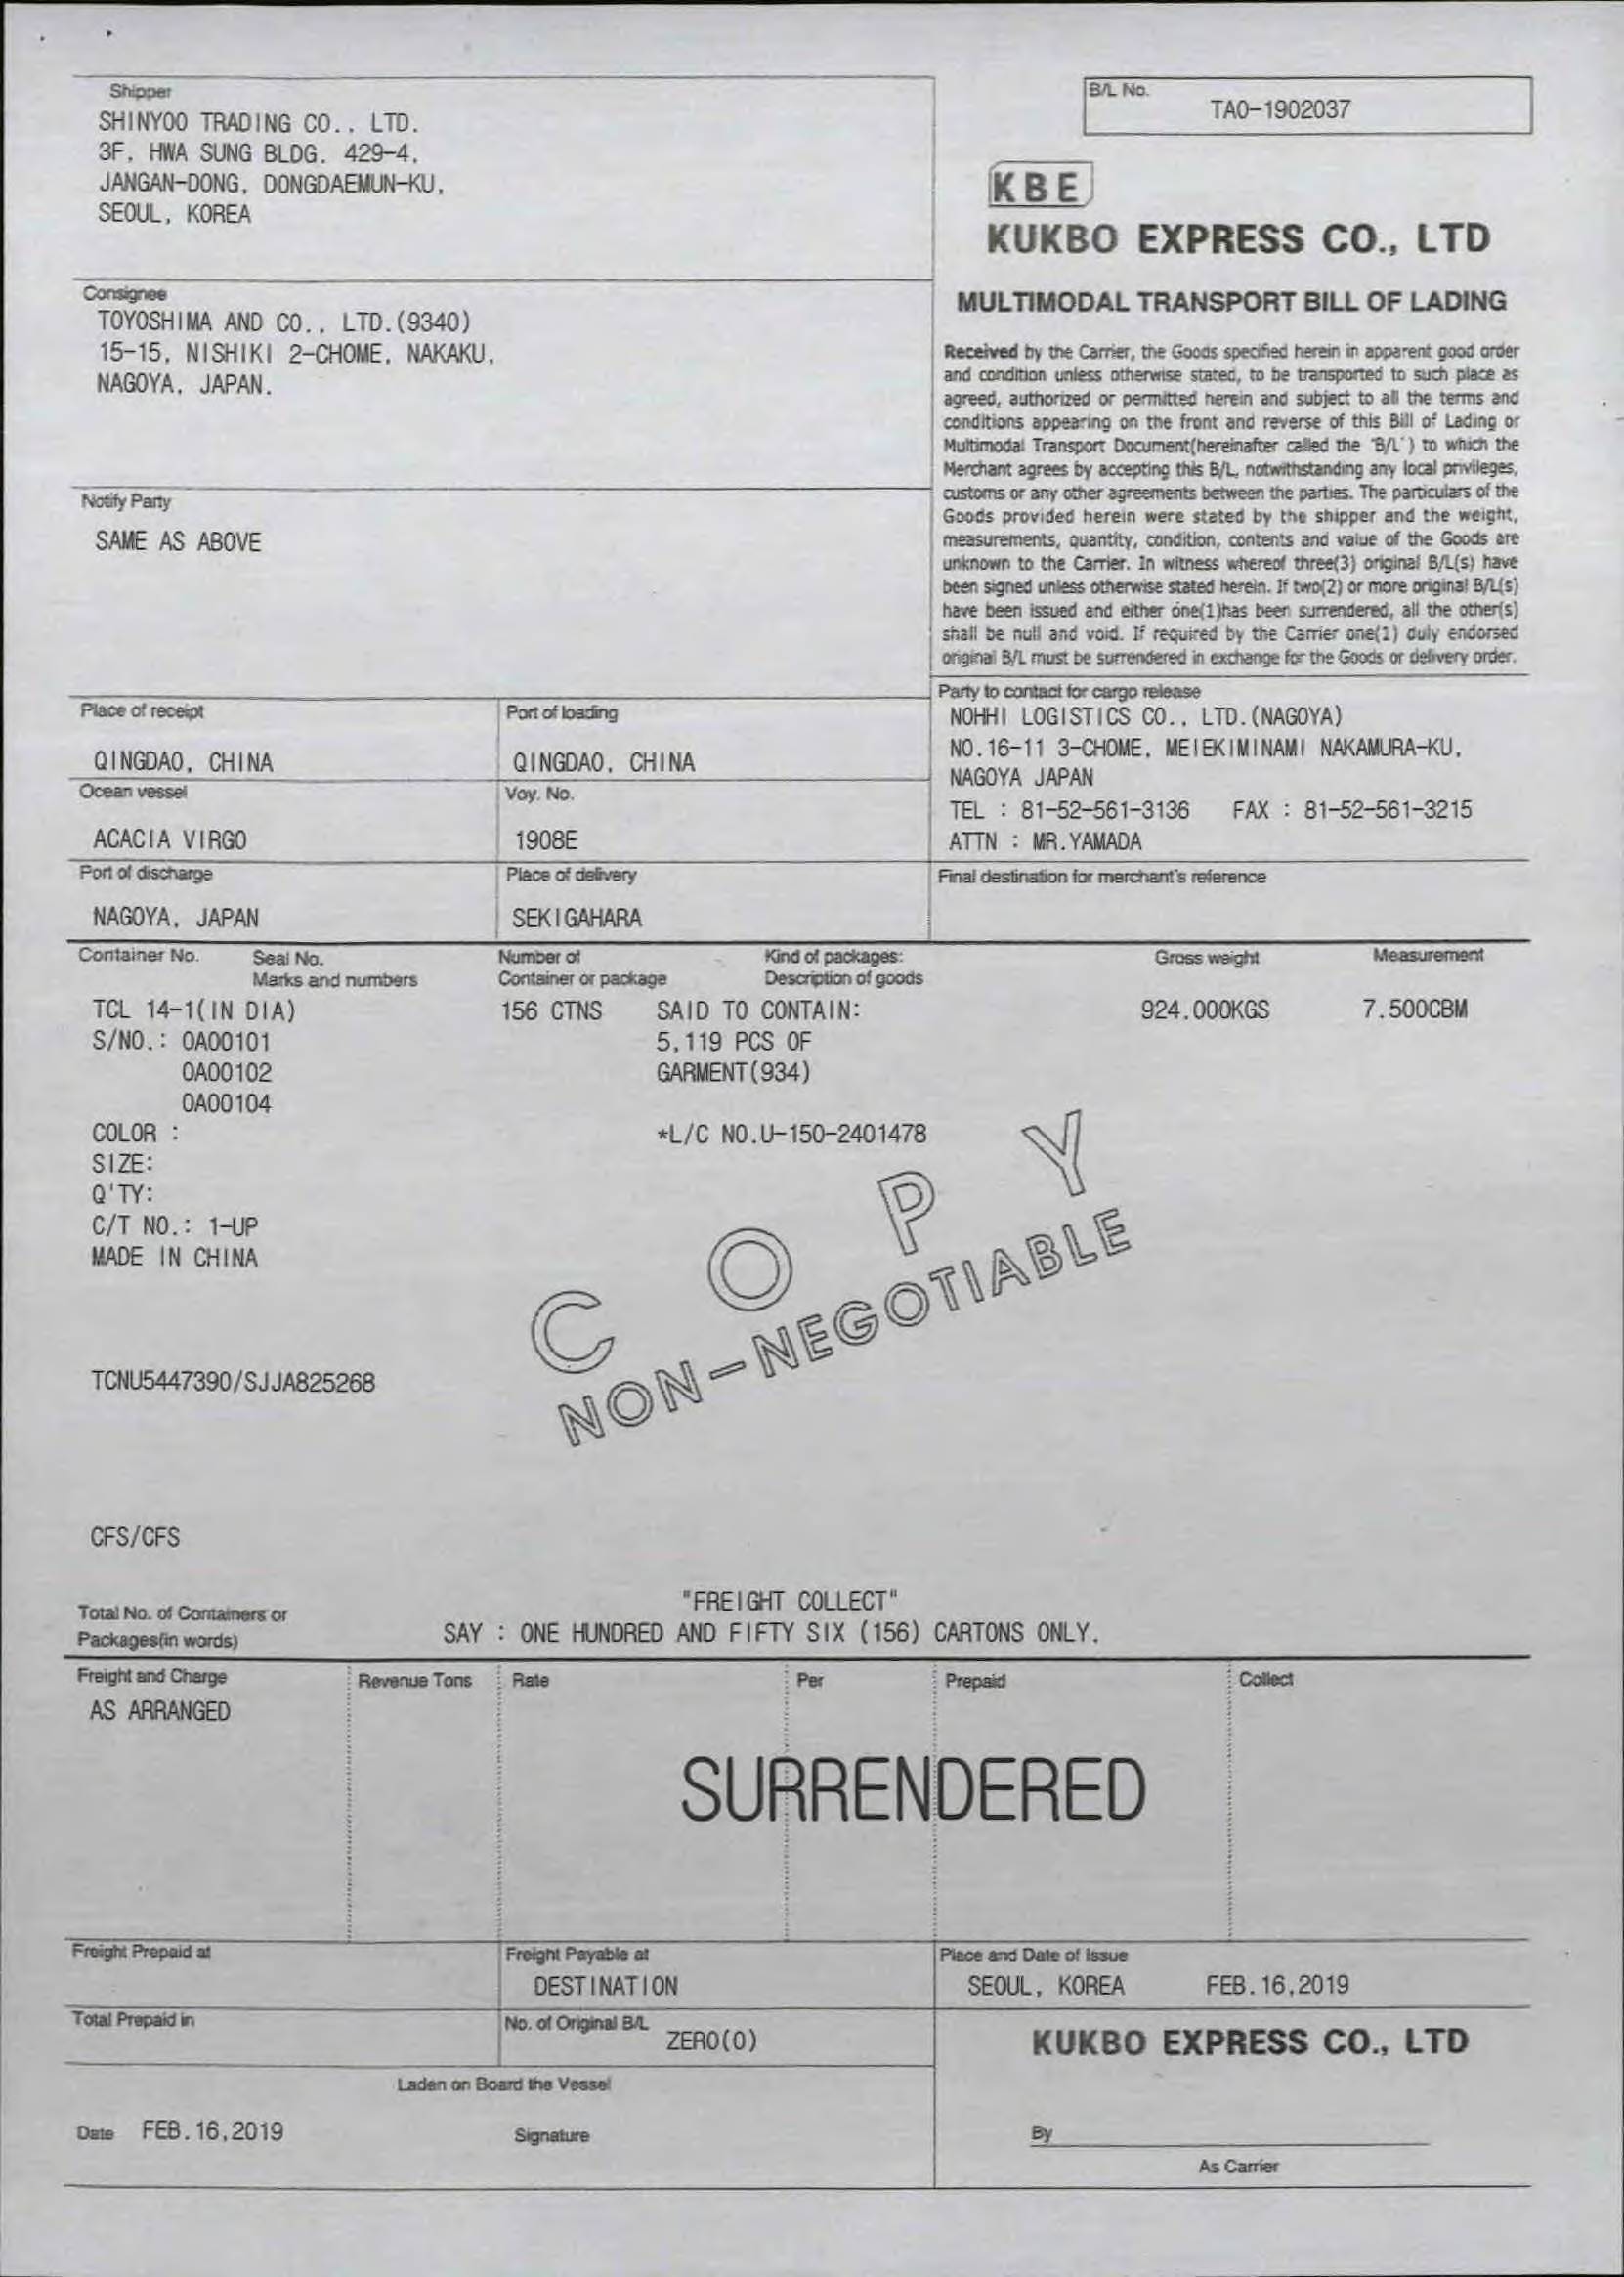 Shipper
SHINYOO TRADING CO., LTD.
3F, HWA SUNG BLDG. 429-4,
JANGAN-DONG, DONGDAEMUN-KU,
SEOUL, KOREA
B/L No.
TAO-1902037
KBE
KUKBO EXPRESS CO., LTD
MULTIMODAL TRANSPORT BILL OF LADING
Consignee
TOYOSHIMA AND CO., LTD.(9340)
15-15, NISHIKI 2-CHOME, NAKAKU,
NAGOYA, JAPAN.
Received by the Carrier, the Goods specified herein in apparent good order
and condition unless otherwise stated, to be transported to such place as
agreed, authorized or permitted herein and subject to all the terms and
conditions appearing on the front and reverse of this Bill of Lading or
Multimodal Transport Document(hereinafter called the 'B/L') to which the
Merchant agrees by accepting this B/L, notwithstanding any local privileges,
customs or any other agreements between the parties. The particulars of the
Goods provided herein were stated by the shipper and the weight,
measurements, quantity, condition, contents and value of the Goods are
unknown to the Carrier. In witness whereof three(3) original B/L(s) have
been signed unless otherwise stated herein. If two(2) or more original B/L(s)
have been issued and either one(1)has been surrendered, all the other(s)
shall be null and void. If required by the Carrier one(1) duly endorsed
original B/L must be surrendered in exchange for the Goods or delivery order.
Notify Party
SAME AS ABOVE
Party to contact for cargo release
NOHHI LOGISTICS CO., LTD.(NAGOYA)
NO.16-11 3-CHOME, MEIEKIMINAMI NAKAMURA-KU,
NAGOYA JAPAN
TEL : 81-52-561-3136 FAX : 81-52-561-3215
ATTN : MR.YAMADA
Place of receipt
QINGDAO, CHINA
Port of loading
QINGDAO, CHINA
Ocean vessel
ACACIA VIRGO
Voy. No.
1908E
Port of discharge
NAGOYA, JAPAN
Place of delivery
SEKIGAHARA
Final destination for merchant's reference
Container No. Seal No.
Marks and numbers
Number of
Container or package
Kind of packages:
Description of goods
Gross weight
Measurement
TCL 14-1(IN DIA) 156 CTNS SAID TO CONTAIN: 924.000KGS 7.500CBM
S/NO.: 0A00101 5,119 PCS OF
0A00102 GARMENT(934)
0A00104
COLOR : *L/C NO.U-150-2401478
SIZE:
Q'TY:
C/T NO.: 1-UP
MADE IN CHINA
COPY
NON-NEGOTIABLE
TCNU5447390/SJJA825268
CFS/CFS
"FREIGHT COLLECT"
Total No. of Containers or
Packages(in words)
SAY : ONE HUNDRED AND FIFTY SIX (156) CARTONS ONLY.
Freight and Charge Revenue Tons Rate Per Prepaid Collect
AS ARRANGED
SURRENDERED
Freight Prepaid at
Freight Payable at
DESTINATION
Place and Date of Issue
SEOUL, KOREA FEB.16,2019
Total Prepaid in
No. of Original B/L
ZERO(0)
KUKBO EXPRESS CO., LTD
Laden on Board the Vessel
Date FEB.16,2019
Signature
By
As Carrier